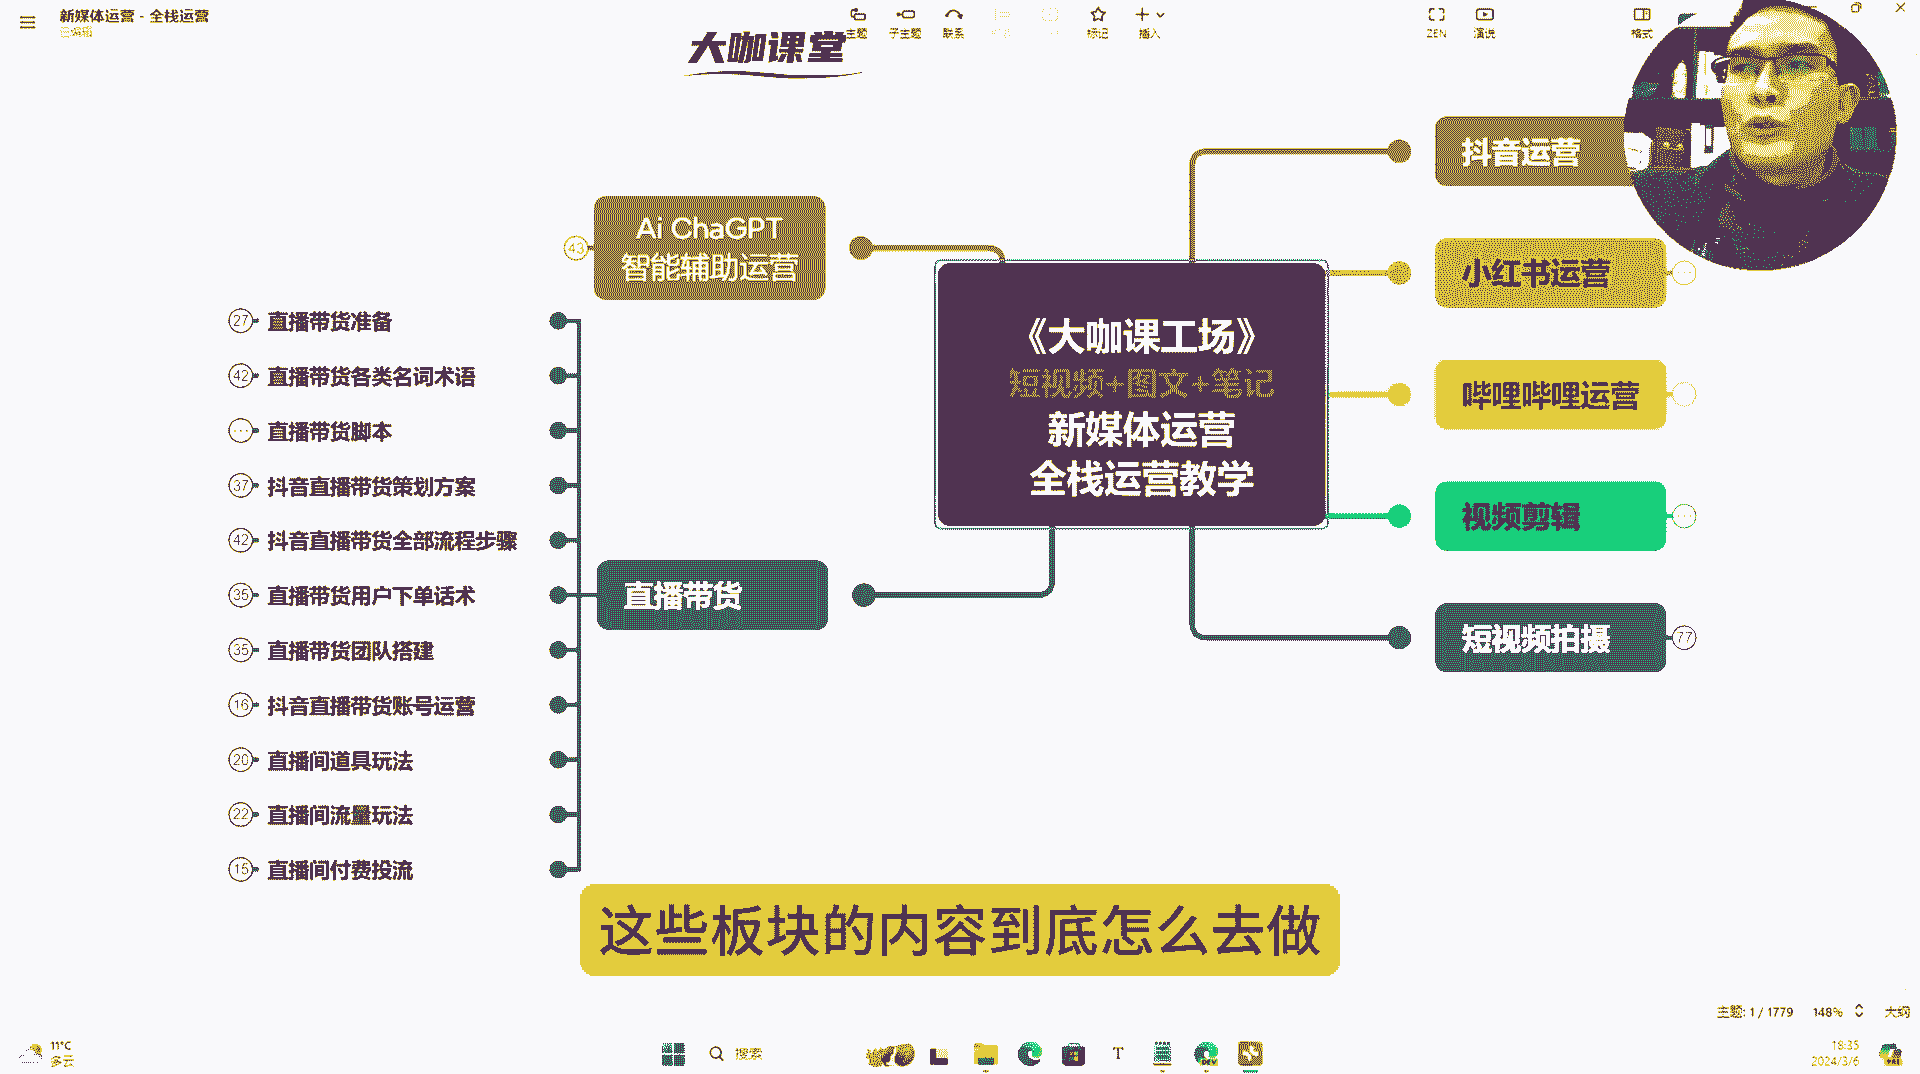 新媒体运营 - 全栈运营
已编辑
主题
子主题
联系
标记
插入
ZEN
演说
格式
大咖课堂
抖音运营
43
Ai ChaGPT
智能辅助运营
小红书运营
27
直播带货准备
42
直播带货各类名词术语
直播带货脚本
37
抖音直播带货策划方案
42
抖音直播带货全部流程步骤
35
直播带货用户下单话术
35
直播带货团队搭建
16
抖音直播带货账号运营
20
直播间道具玩法
22
直播间流量玩法
15
直播间付费投流
直播带货
《大咖课工场》
短视频+图文+笔记
新媒体运营
全栈运营教学
哔哩哔哩运营
视频剪辑
短视频拍摄
77
这些板块的内容到底怎么去做
主题: 1 / 1779
148%
大纲
11°C
多云
搜索
18:35
2024/3/6